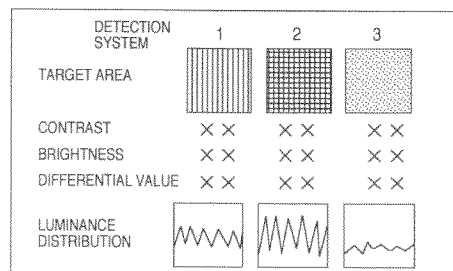 DETECTION
SYSTEM 1 2 3
TARGET AREA
CONTRAST ×× ×× ××
BRIGHTNESS ×× ×× ××
DIFFERENTIAL VALUE ×× ×× ××
LUMINANCE
DISTRIBUTION